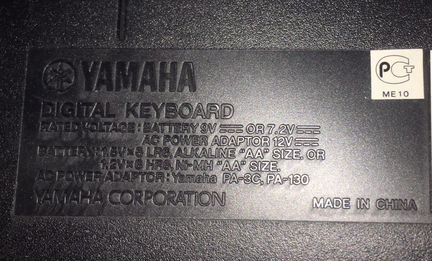 YAMAHA
DIGITAL KEYBOARD
RATED VOLTAGE: BATTERY 9V OR 7.2V
AC POWER ADAPTOR 12V
BATTERY: 1.5V×6 LR6, ALKALINE "AA" SIZE. OR
1.2V×6 HR6, Ni-MH "AA" SIZE.
AC POWER ADAPTOR: Yamaha PA-3C, PA-130
YAMAHA CORPORATION
MADE IN CHINA
PCT
ME10